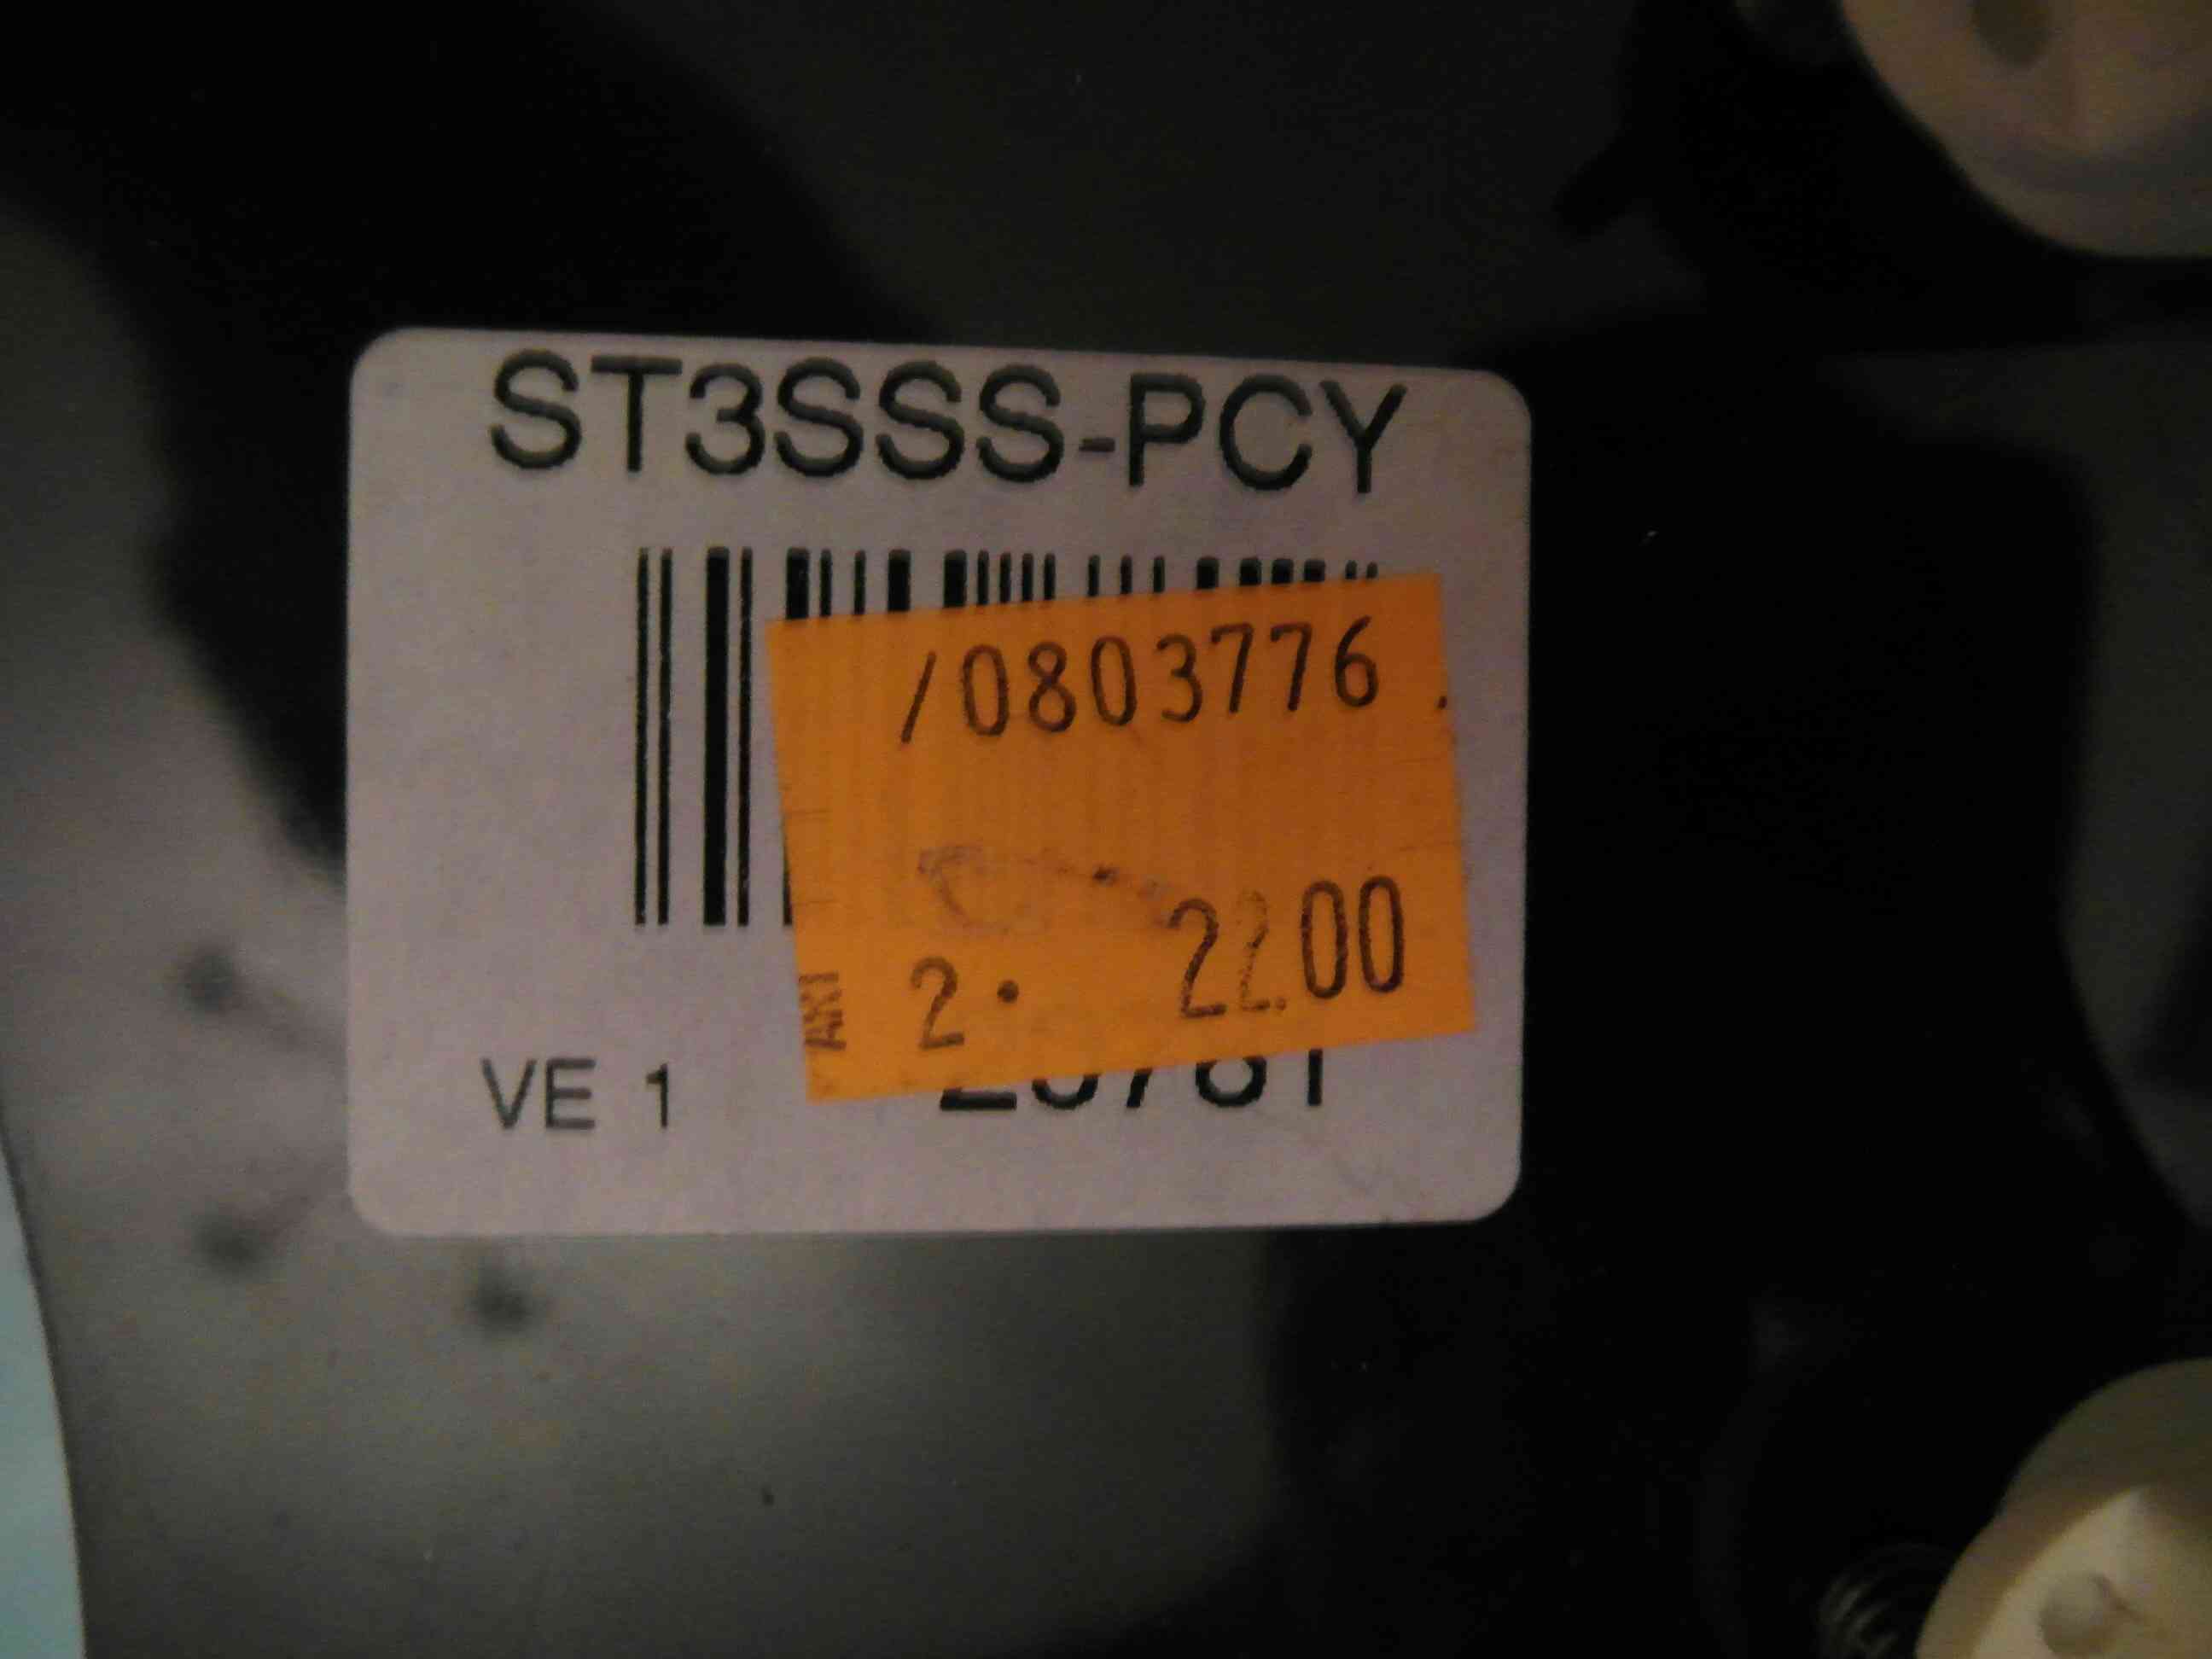 ST3SSS-PCY
/0803776 .
2. 22.00
VE 1